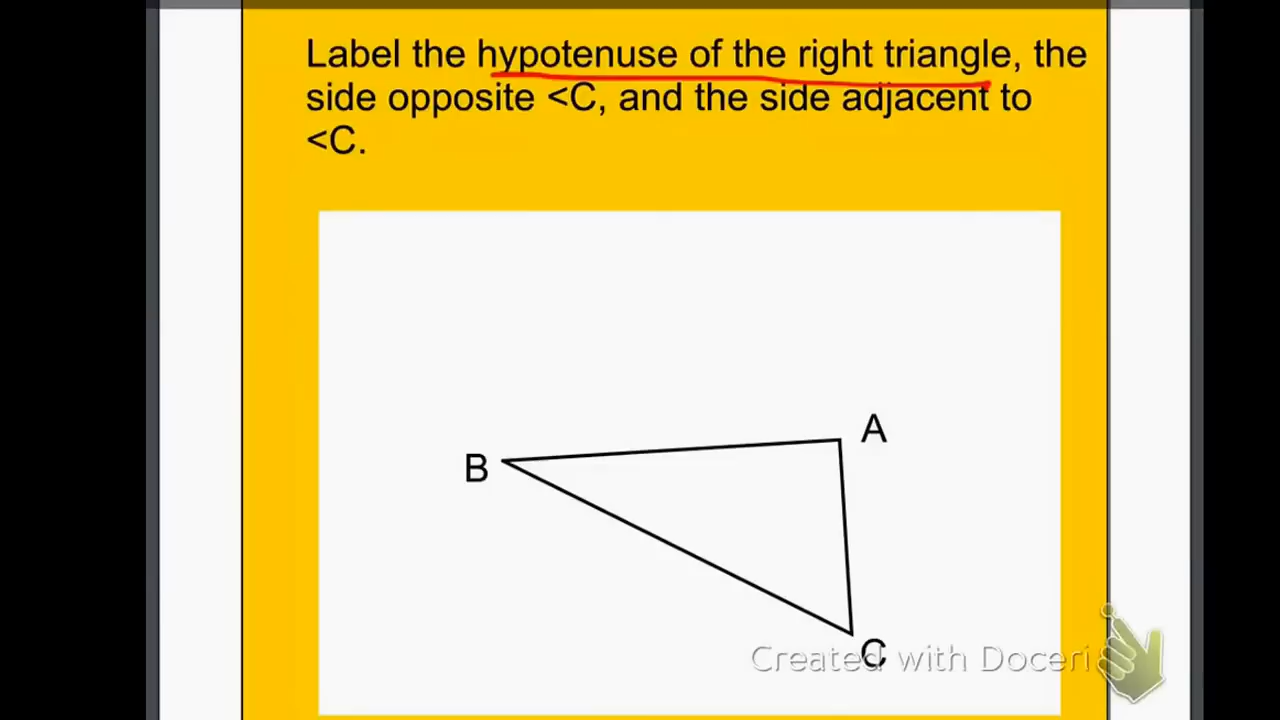 Label the hypotenuse of the right triangle, the
side opposite <C, and the side adjacent to
<C.
A
B
C
Created with Doceri